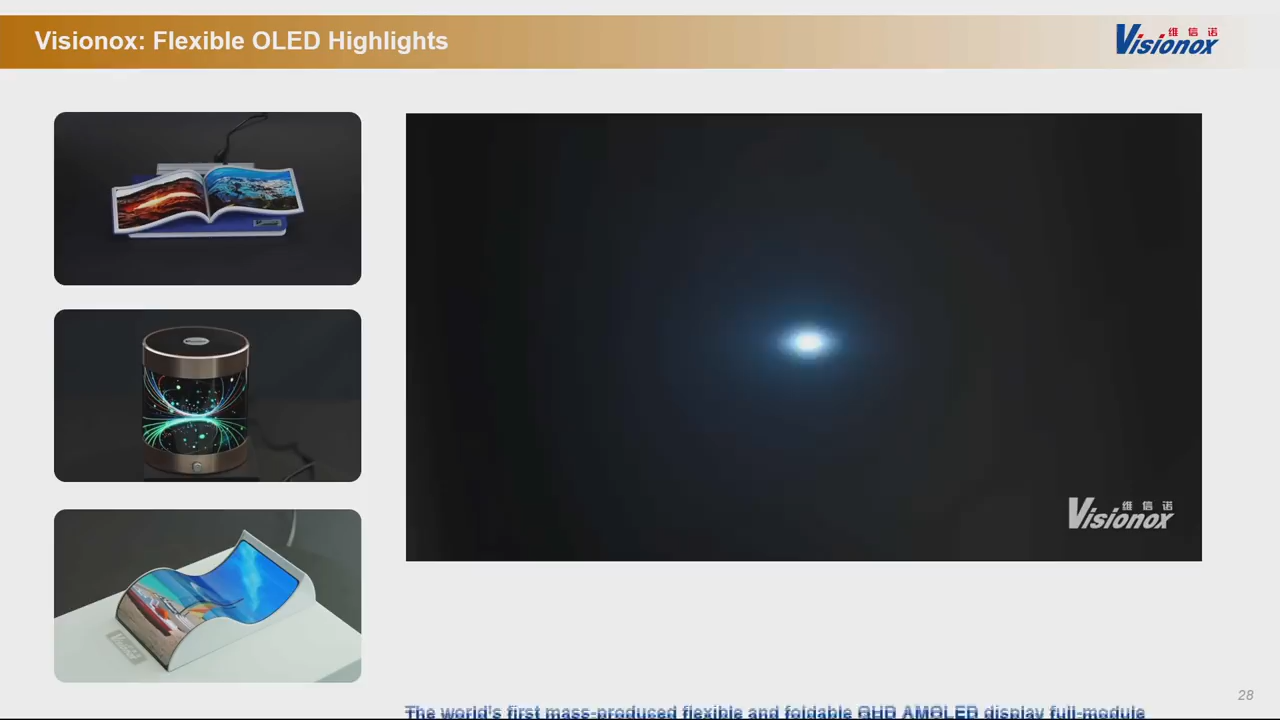 Visionox: Flexible OLED Highlights
维信诺
Visionox
维信诺
Visionox
28
The world's first mass-produced flexible and foldable QHD AMOLED display full-module